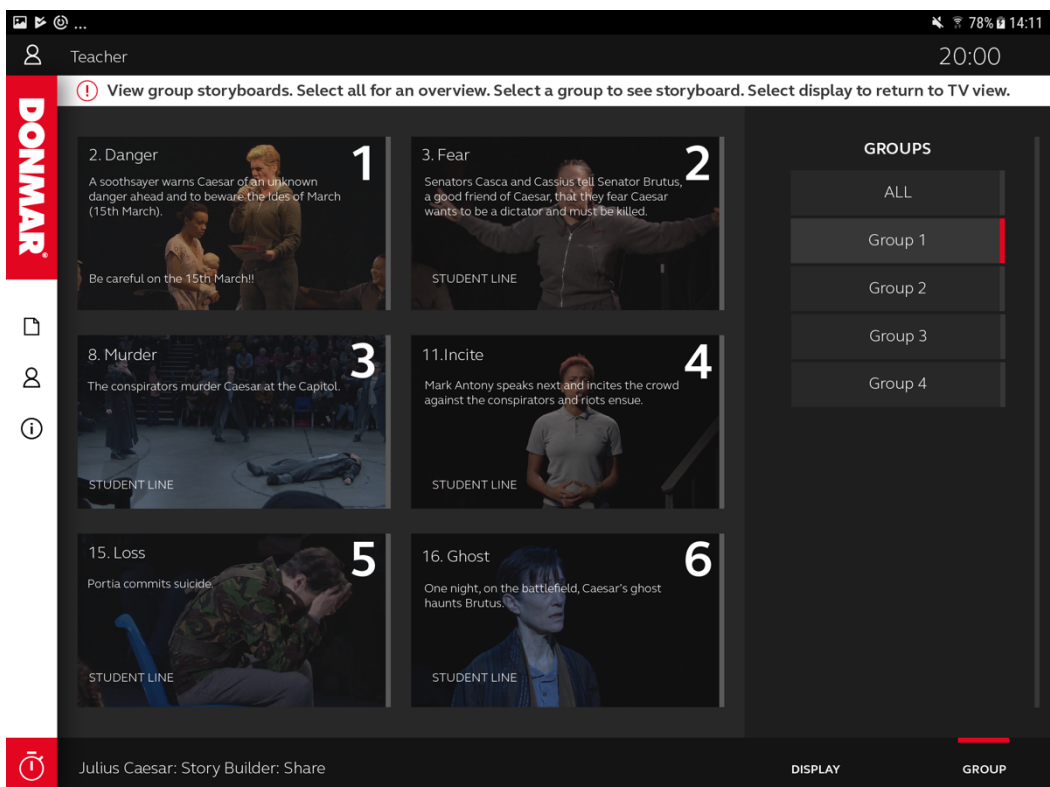 ... 78% 14:11
Teacher
20:00
! View group storyboards. Select all for an overview. Select a group to see storyboard. Select display to return to TV view.
DONMAR
2. Danger
1
A soothsayer warns Caesar of an unknown
danger ahead and to beware the Ides of March
(15th March).
Be careful on the 15th March!!
3. Fear
2
Senators Casca and Cassius tell Senator Brutus,
a good friend of Caesar, that they fear Caesar
wants to be a dictator and must be killed.
STUDENT LINE
8. Murder
3
The conspirators murder Caesar at the Capitol.
STUDENT LINE
11.Incite
4
Mark Antony speaks next and incites the crowd
against the conspirators and riots ensue.
STUDENT LINE
15. Loss
5
Portia commits suicide.
STUDENT LINE
16. Ghost
6
One night, on the battlefield, Caesar's ghost
haunts Brutus.
STUDENT LINE
GROUPS
ALL
Group 1
Group 2
Group 3
Group 4
Julius Caesar: Story Builder: Share
DISPLAY
GROUP